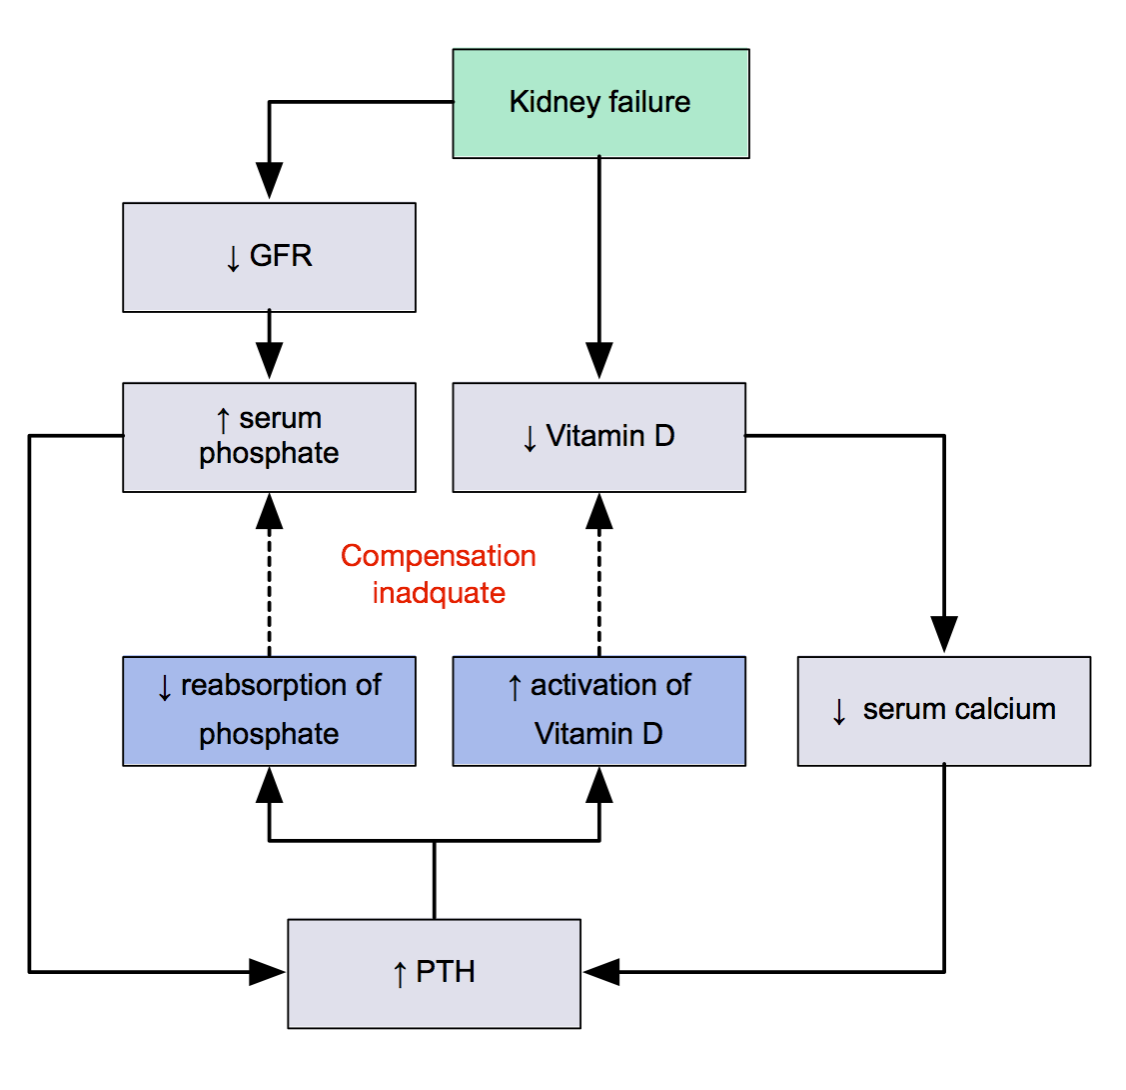 Kidney failure
↓ GFR
↑ serum
phosphate
↓ Vitamin D
Compensation
inadquate
↓ reabsorption of
phosphate
↑ activation of
Vitamin D
↓ serum calcium
↑ PTH